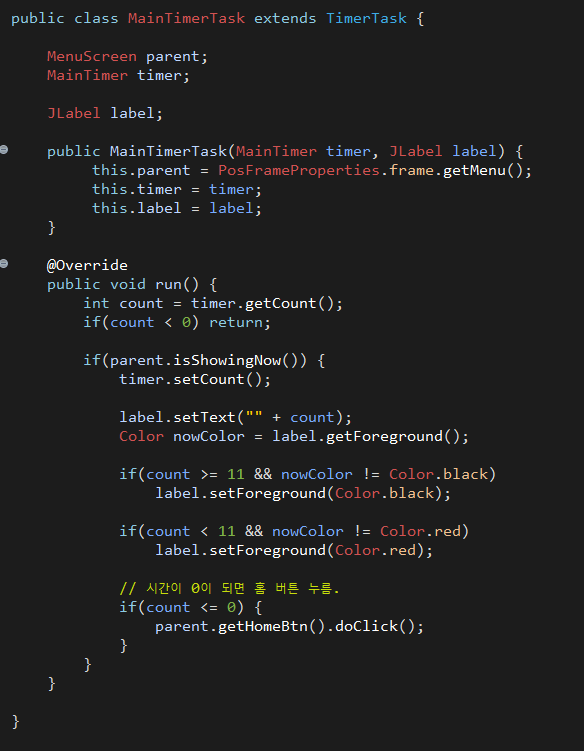 public class MainTimerTask extends TimerTask {
MenuScreen parent;
MainTimer timer;
JLabel label;
public MainTimerTask(MainTimer timer, JLabel label) {
this.parent = PosFrameProperties.frame.getMenu();
this.timer = timer;
this.label = label;
}
@Override
public void run() {
int count = timer.getCount();
if(count < 0) return;
if(parent.isShowingNow()) {
timer.setCount();
label.setText("" + count);
Color nowColor = label.getForeground();
if(count >= 11 && nowColor != Color.black)
label.setForeground(Color.black);
if(count < 11 && nowColor != Color.red)
label.setForeground(Color.red);
// 시간이 0이 되면 홈 버튼 누름.
if(count <= 0) {
parent.getHomeBtn().doClick();
}
}
}
}